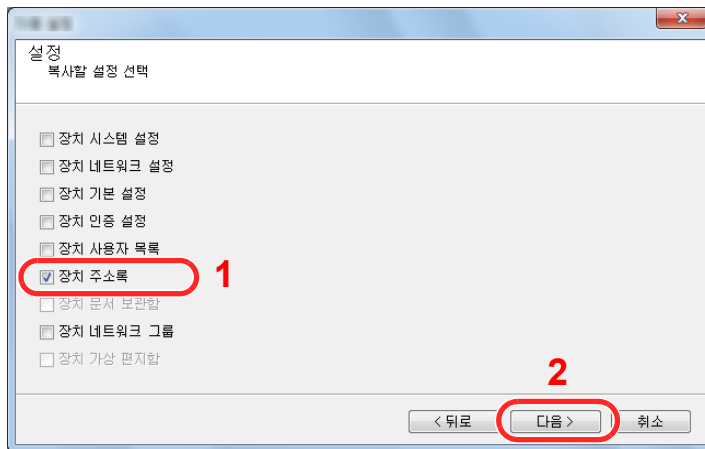 설정
복사할 설정 선택
장치 시스템 설정
장치 네트워크 설정
장치 기본 설정
장치 인증 설정
장치 사용자 목록
장치 주소록 1
장치 문서 보관함
장치 네트워크 그룹
장치 가상 편지함
2
< 뒤로 다음 > 취소